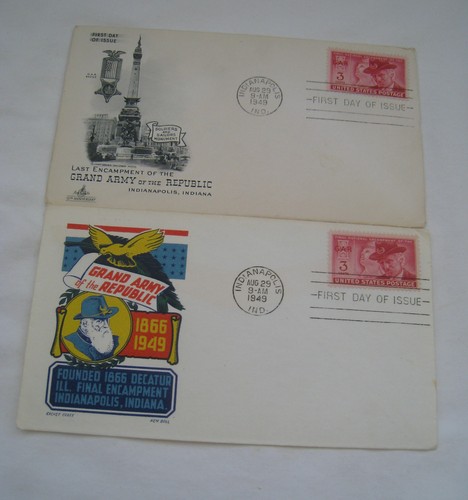 FIRST DAY
OF ISSUE
SOLDIERS
AND
SAILORS
MONUMENT
LAST ENCAMPMENT OF THE
GRAND ARMY OF THE REPUBLIC
INDIANAPOLIS, INDIANA
INDIANAPOLIS
AUG 29
9-AM
1949
IND.
GAR
3¢
UNITED STATES POSTAGE
FIRST DAY OF ISSUE
GRAND ARMY
of the REPUBLIC
1866
1949
FOUNDED 1866 DECATUR
ILL. FINAL ENCAMPMENT
INDIANAPOLIS, INDIANA.
INDIANAPOLIS
AUG 29
9-AM
1949
IND.
GAR
3¢
UNITED STATES POSTAGE
FIRST DAY OF ISSUE